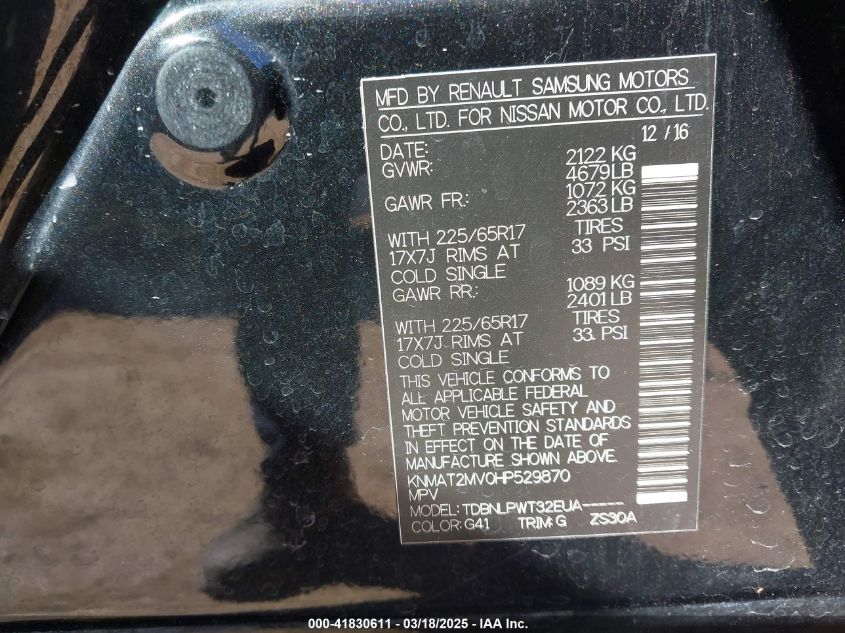 MFD BY RENAULT SAMSUNG MOTORS
CO., LTD. FOR NISSAN MOTOR CO., LTD.
DATE: 12 / 16
GVWR: 2122 KG
4679 LB
GAWR FR: 1072 KG
2363 LB
WITH 225/65R17 TIRES
17X7J RIMS AT 33 PSI
COLD SINGLE
GAWR RR: 1089 KG
2401 LB
WITH 225/65R17 TIRES
17X7J RIMS AT 33 PSI
COLD SINGLE
THIS VEHICLE CONFORMS TO
ALL APPLICABLE FEDERAL
MOTOR VEHICLE SAFETY AND
THEFT PREVENTION STANDARDS
IN EFFECT ON THE DATE OF
MANUFACTURE SHOWN ABOVE.
KNMAT2MV0HP529870
MPV
MODEL: TDBNLPWT32EUA-----
COLOR: G41 TRIM: G ZS90A
000-41830611 - 03/18/2025 - IAA Inc.